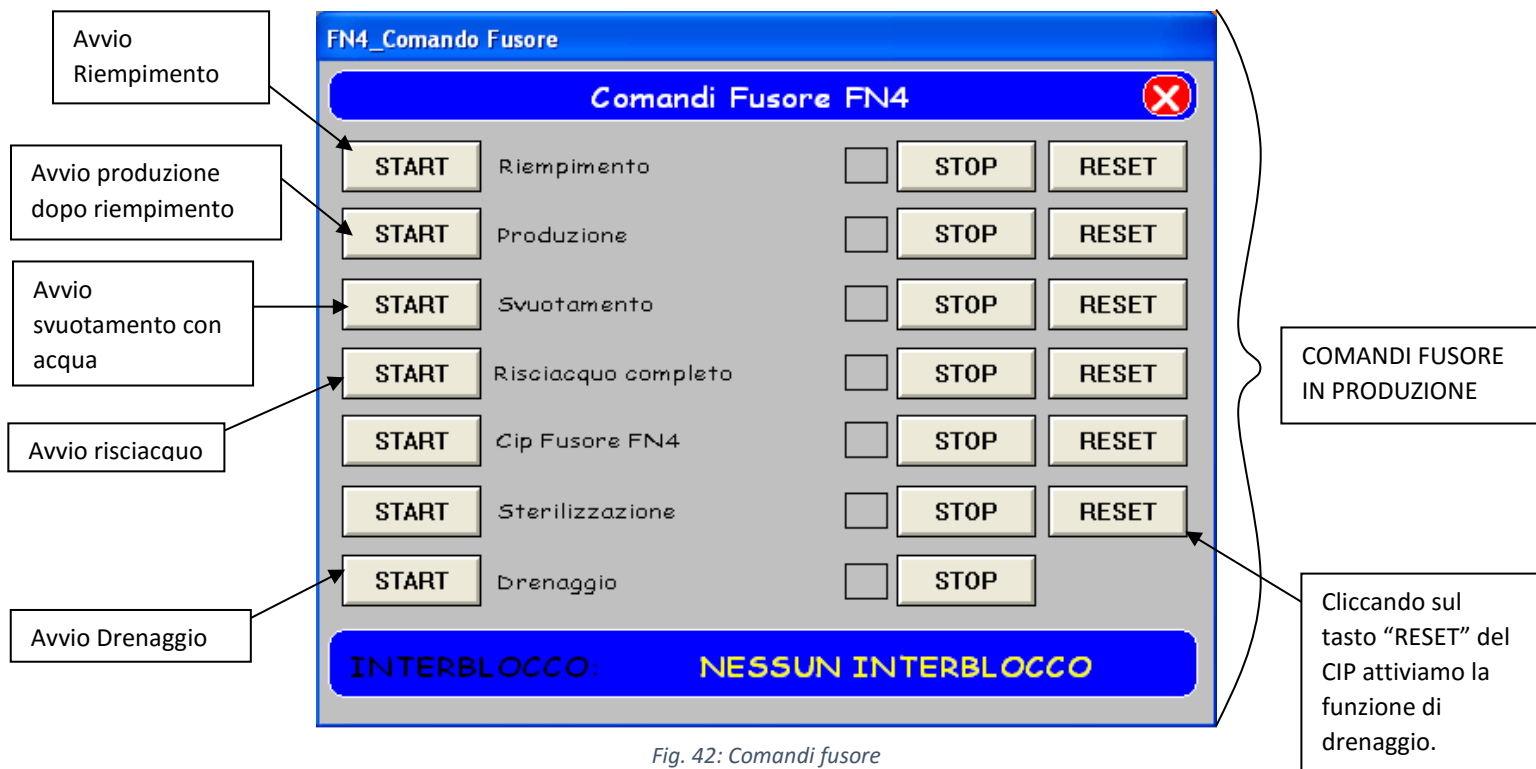 Avvio
Riempimento
Avvio produzione
dopo riempimento
Avvio
svuotamento con
acqua
Avvio risciacquo
Avvio Drenaggio
FN4_Comando Fusore
Comandi Fusore FN4
START Riempimento STOP RESET
START Produzione STOP RESET
START Svuotamento STOP RESET
START Risciacquo completo STOP RESET
START Cip Fusore FN4 STOP RESET
START Sterilizzazione STOP RESET
START Drenaggio STOP
INTERBLOCCO: NESSUN INTERBLOCCO
COMANDI FUSORE
IN PRODUZIONE
Cliccando sul
tasto “RESET” del
CIP attiviamo la
funzione di
drenaggio.
Fig. 42: Comandi fusore